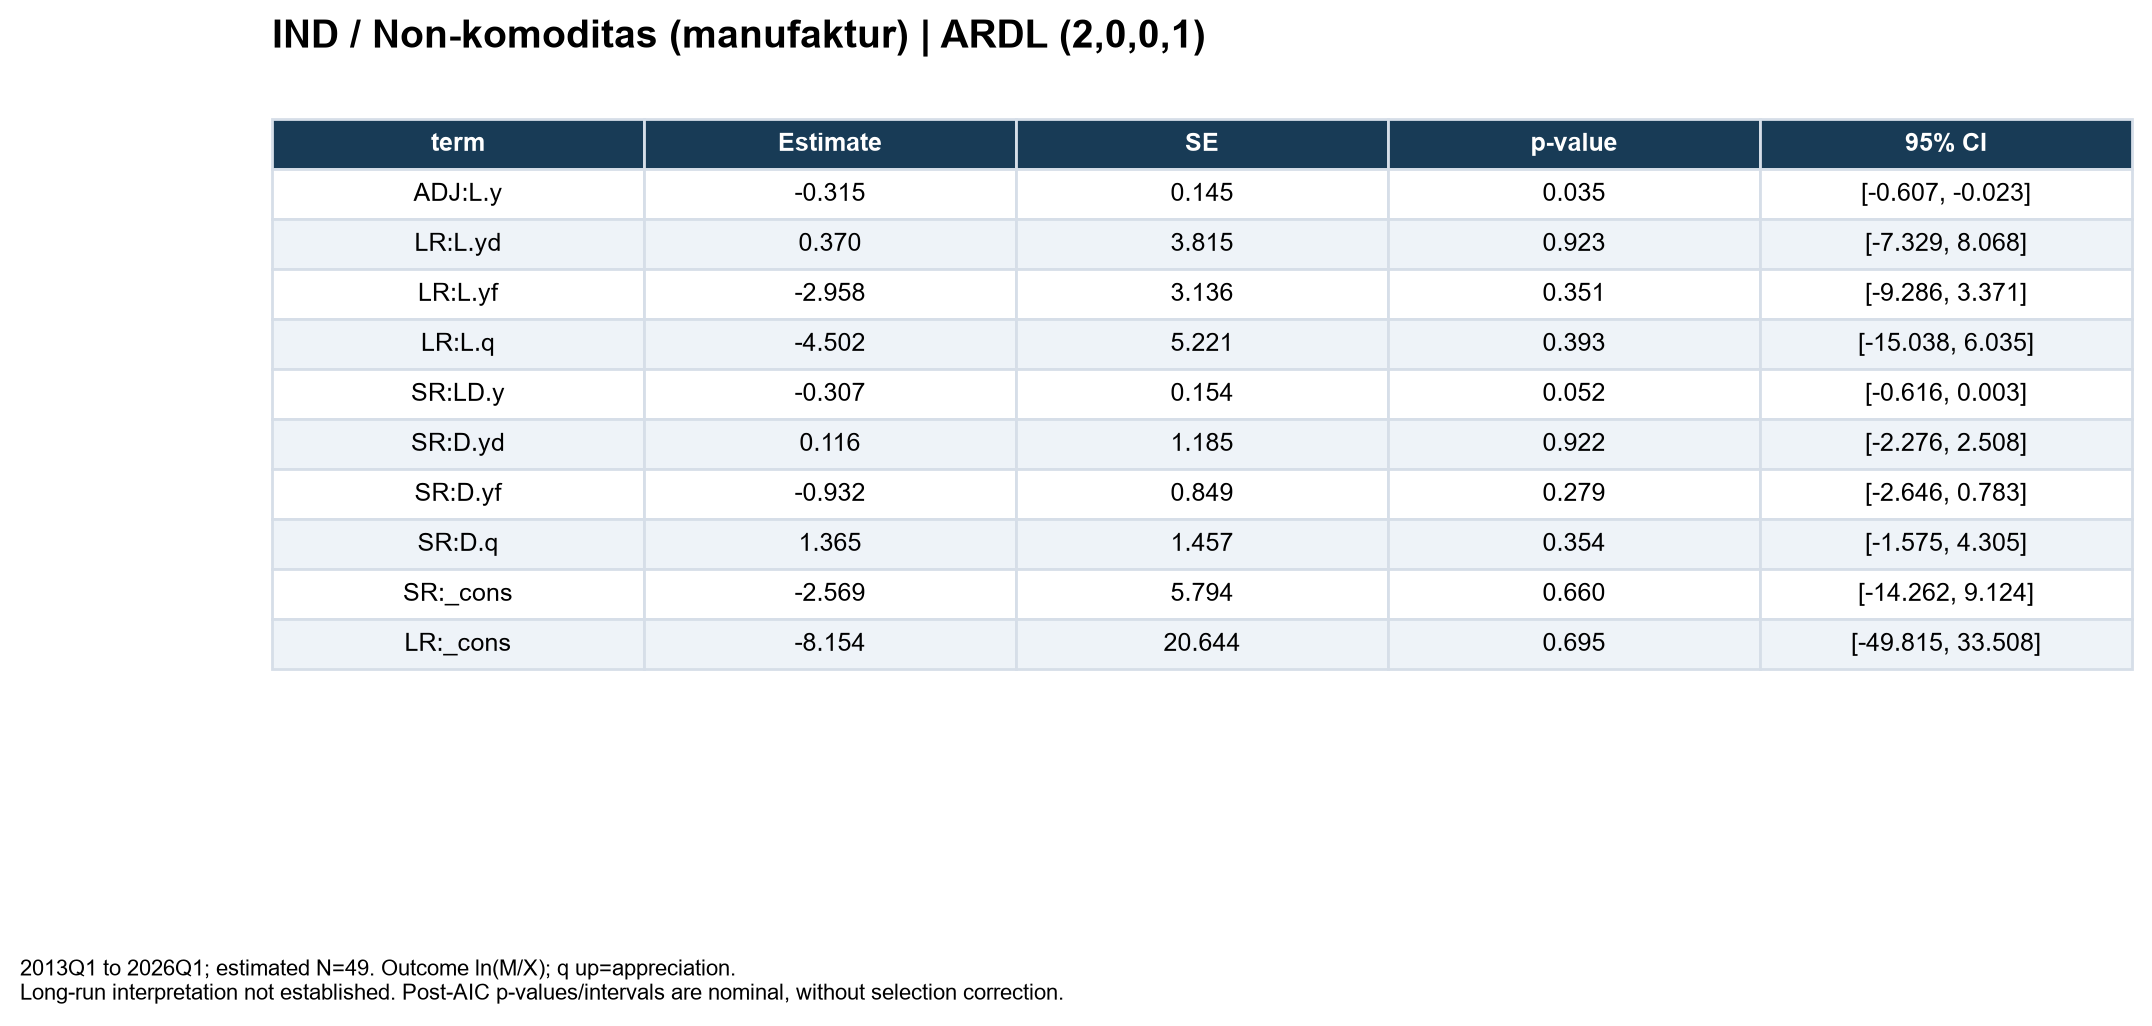 IND / Non-komoditas (manufaktur) | ARDL (2,0,0,1)
term Estimate SE p-value 95% CI
ADJ:L.y -0.315 0.145 0.035 [-0.607, -0.023]
LR:L.yd 0.370 3.815 0.923 [-7.329, 8.068]
LR:L.yf -2.958 3.136 0.351 [-9.286, 3.371]
LR:L.q -4.502 5.221 0.393 [-15.038, 6.035]
SR:LD.y -0.307 0.154 0.052 [-0.616, 0.003]
SR:D.yd 0.116 1.185 0.922 [-2.276, 2.508]
SR:D.yf -0.932 0.849 0.279 [-2.646, 0.783]
SR:D.q 1.365 1.457 0.354 [-1.575, 4.305]
SR:_cons -2.569 5.794 0.660 [-14.262, 9.124]
LR:_cons -8.154 20.644 0.695 [-49.815, 33.508]
2013Q1 to 2026Q1; estimated N=49. Outcome ln(M/X); q up=appreciation.
Long-run interpretation not established. Post-AIC p-values/intervals are nominal, without selection correction.